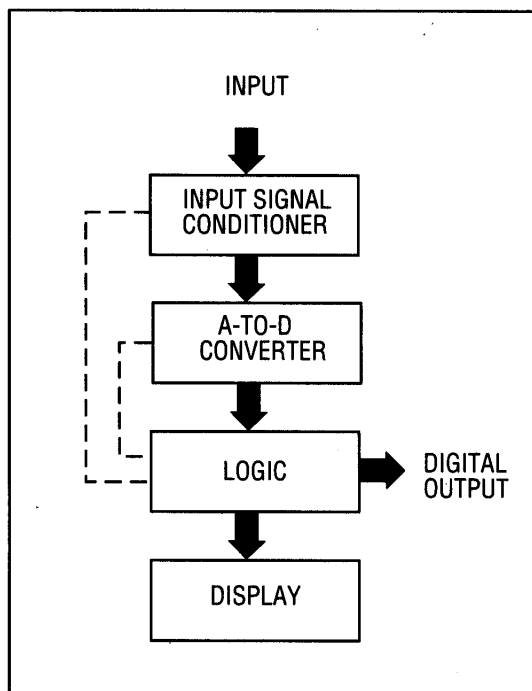 INPUT
INPUT SIGNAL
CONDITIONER
A-TO-D
CONVERTER
LOGIC
DIGITAL
OUTPUT
DISPLAY